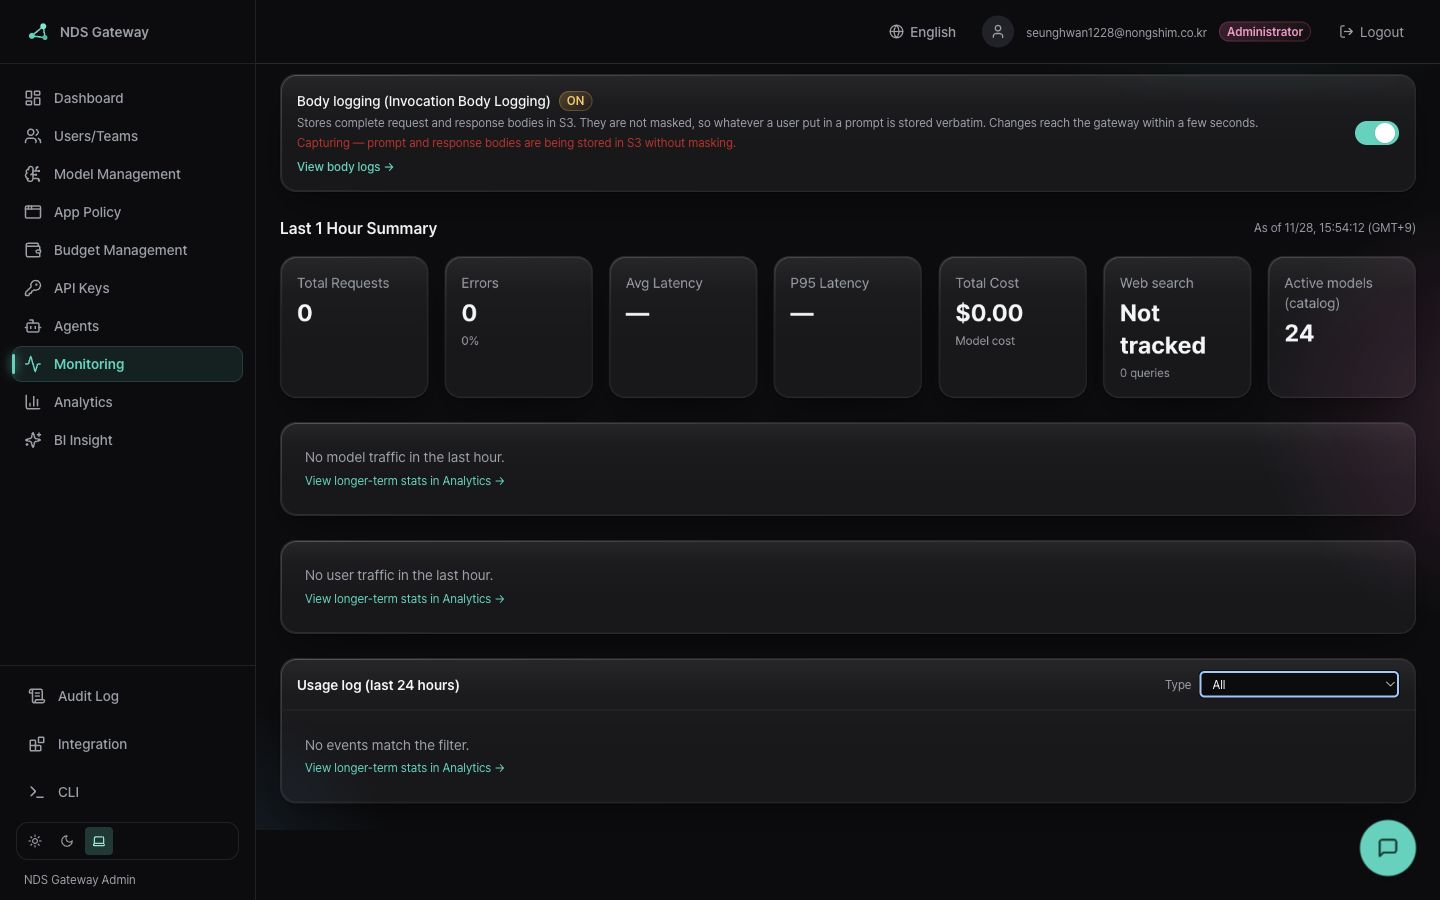 NDS Gateway
English
seunghwan1228@nongshim.co.kr
Administrator
Logout
Dashboard
Users/Teams
Model Management
App Policy
Budget Management
API Keys
Agents
Monitoring
Analytics
BI Insight
Audit Log
Integration
CLI
NDS Gateway Admin
Body logging (Invocation Body Logging) ON
Stores complete request and response bodies in S3. They are not masked, so whatever a user put in a prompt is stored verbatim. Changes reach the gateway within a few seconds.
Capturing — prompt and response bodies are being stored in S3 without masking.
View body logs →
Last 1 Hour Summary
As of 11/28, 15:54:12 (GMT+9)
Total Requests
0
Errors
0
0%
Avg Latency
—
P95 Latency
—
Total Cost
$0.00
Model cost
Web search
Not
tracked
0 queries
Active models
(catalog)
24
No model traffic in the last hour.
View longer-term stats in Analytics →
No user traffic in the last hour.
View longer-term stats in Analytics →
Usage log (last 24 hours)
Type All
No events match the filter.
View longer-term stats in Analytics →